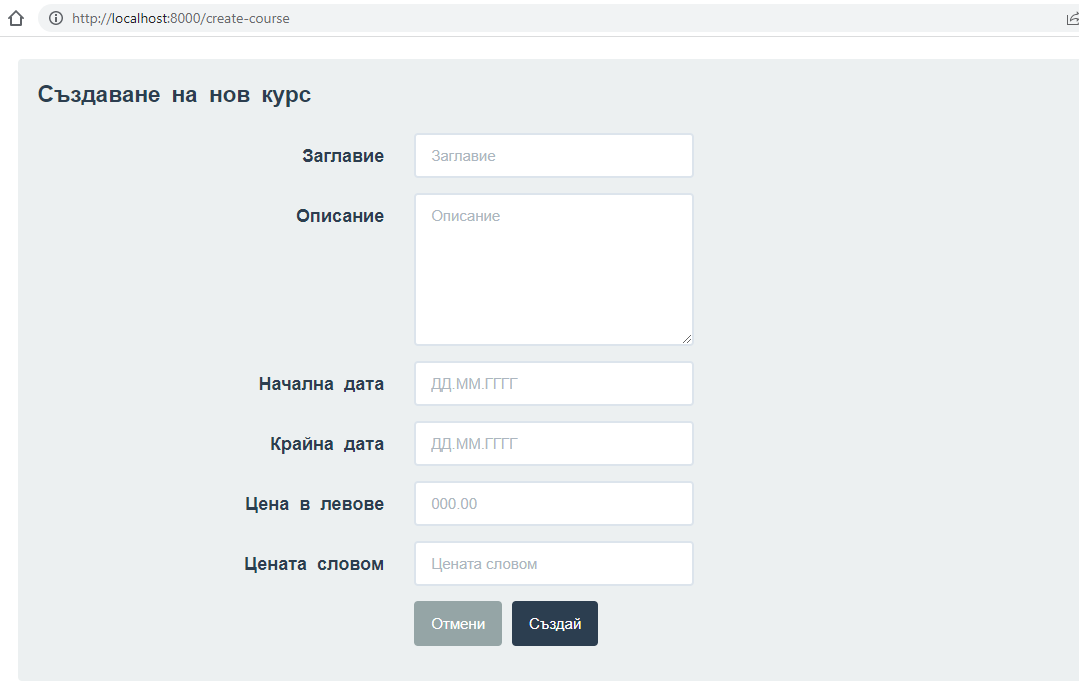 http://localhost:8000/create-course
Създаване на нов курс
Заглавие
Заглавие
Описание
Описание
Начална дата
ДД.ММ.ГГГГ
Крайна дата
ДД.ММ.ГГГГ
Цена в левове
000.00
Цената словом
Цената словом
Отмени
Създай